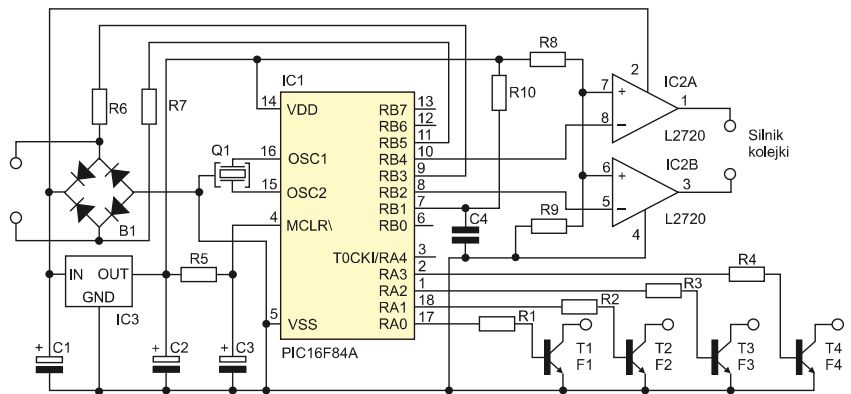 R8
2
IC2A
IC1
7
+
1
R6
R7
14
VDD
RB7
13
R10
8
−
L2720
Q1
RB6
12
RB5
11
Silnik
kolejki
16
OSC1
RB4
10
6
+
IC2B
RB3
9
3
15
OSC2
RB2
8
5
−
L2720
RB1
7
R9
4
B1
4
MCLR\
RB0
6
C4
T0CKI/RA4
3
IN
OUT
R5
RA3
2
R4
GND
RA2
1
R3
IC3
RA1
18
R2
5
VSS
RA0
17
R1
+
C1
+
C2
+
C3
PIC16F84A
T1
F1
T2
F2
T3
F3
T4
F4